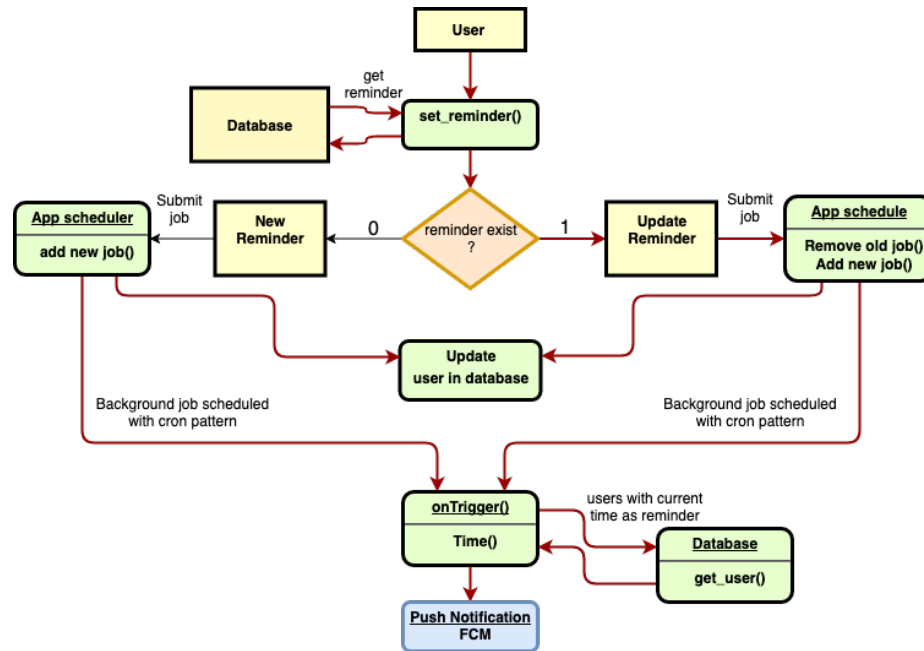 User
get
reminder
Database
set_reminder()
Submit
job
App scheduler
add new job()
New
Reminder
0
reminder exist
?
1
Update
Reminder
Submit
job
App schedule
Remove old job()
Add new job()
Update
user in database
Background job scheduled
with cron pattern
Background job scheduled
with cron pattern
onTrigger()
Time()
users with current
time as reminder
Database
get_user()
Push Notification
FCM